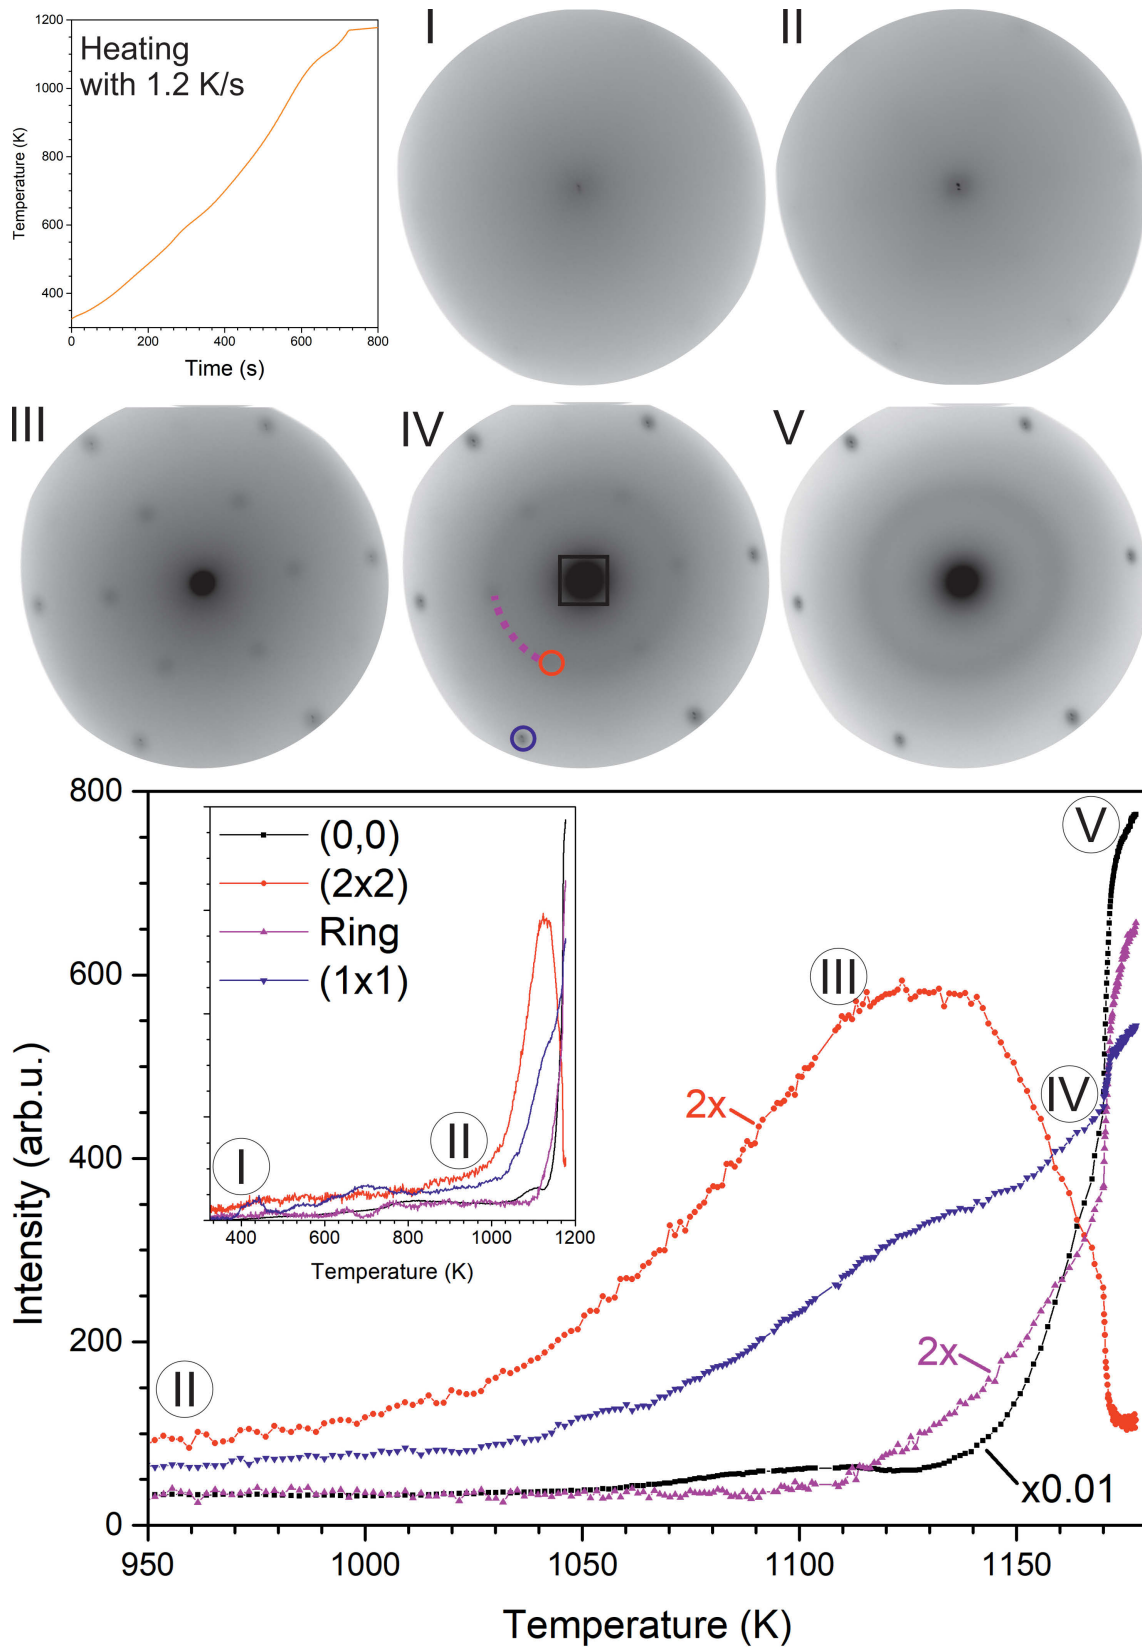 Heating
with 1.2 K/s
1200
1000
800
600
400
Temperature (K)
0
200
400
600
800
Time (s)
I
II
III
IV
V
800
600
400
200
0
Intensity (arb.u.)
(0,0)
(2x2)
Ring
(1x1)
I
II
400
600
800
1000
1200
Temperature (K)
II
III
IV
V
2x
2x
x0.01
950
1000
1050
1100
1150
Temperature (K)